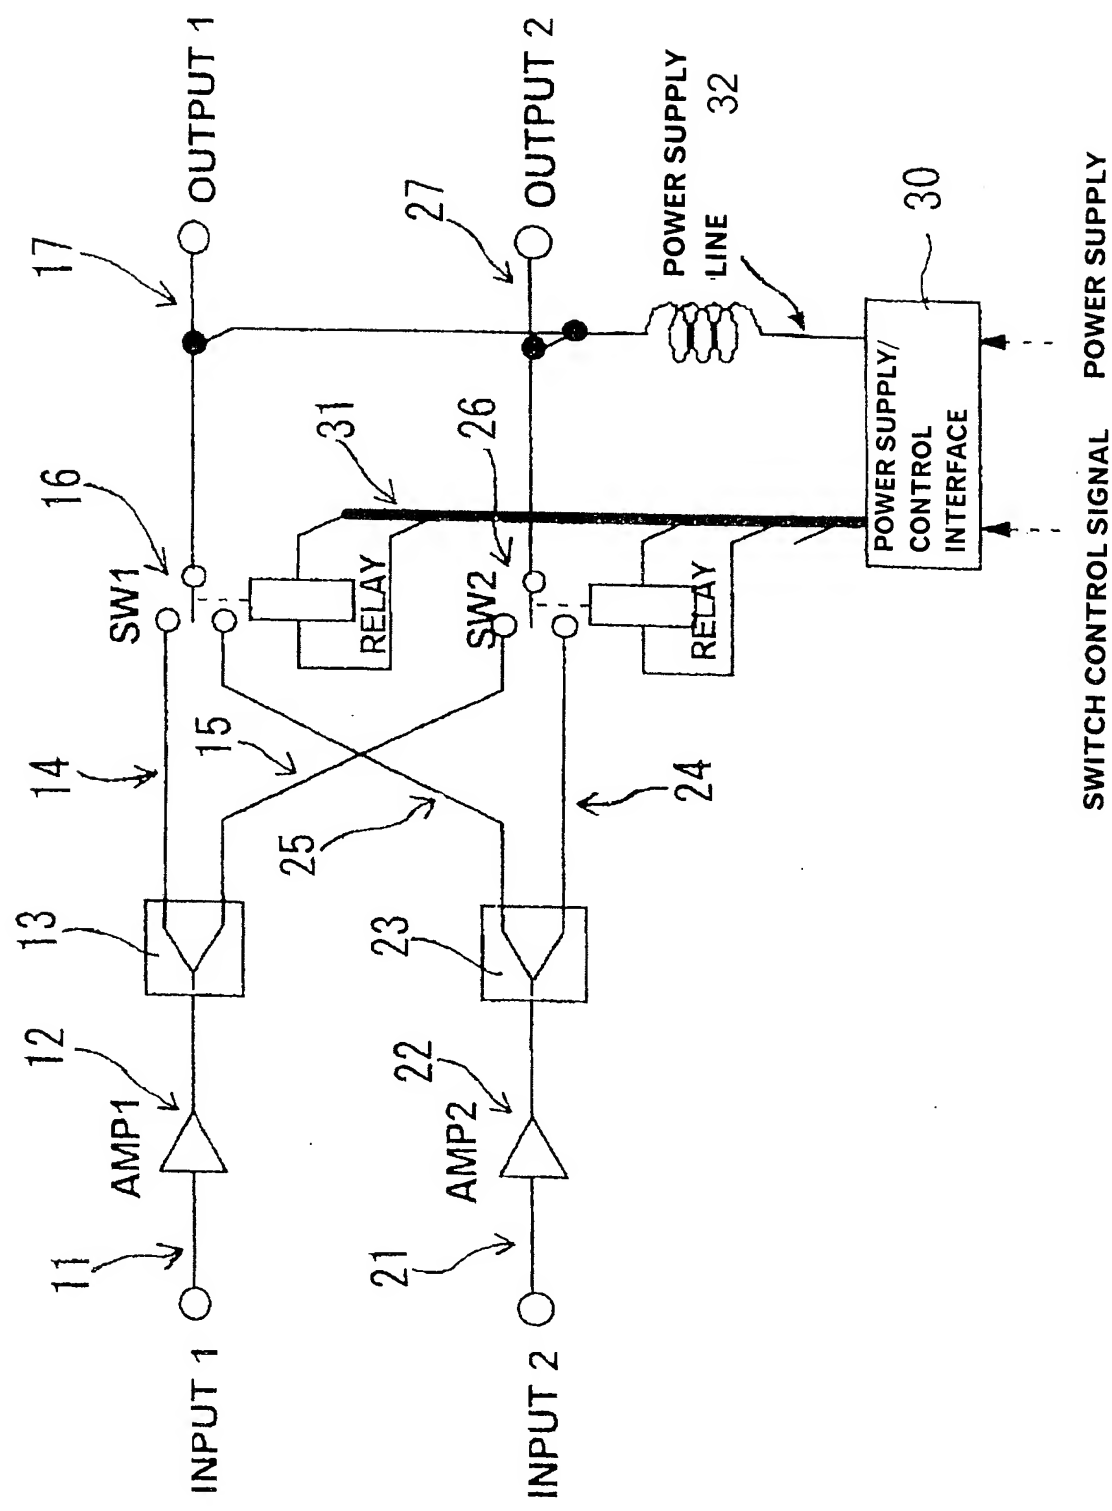 INPUT 1
11
AMP1
12
13
14
15
SW1
16
17
OUTPUT 1
RELAY
31
INPUT 2
21
AMP2
22
23
25
24
SW2
26
27
OUTPUT 2
RELAY
POWER SUPPLY
LINE
32
POWER SUPPLY/
CONTROL
INTERFACE
30
SWITCH CONTROL SIGNAL
POWER SUPPLY